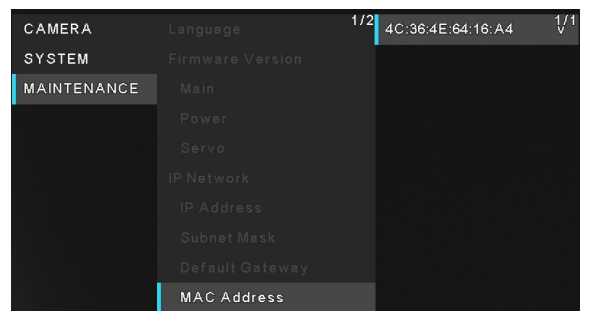 CAMERA
SYSTEM
MAINTENANCE
1/2
Language
Firmware Version
Main
Power
Servo
IP Network
IP Address
Subnet Mask
Default Gateway
MAC Address
1/1
4C:36:4E:64:16:A4
v